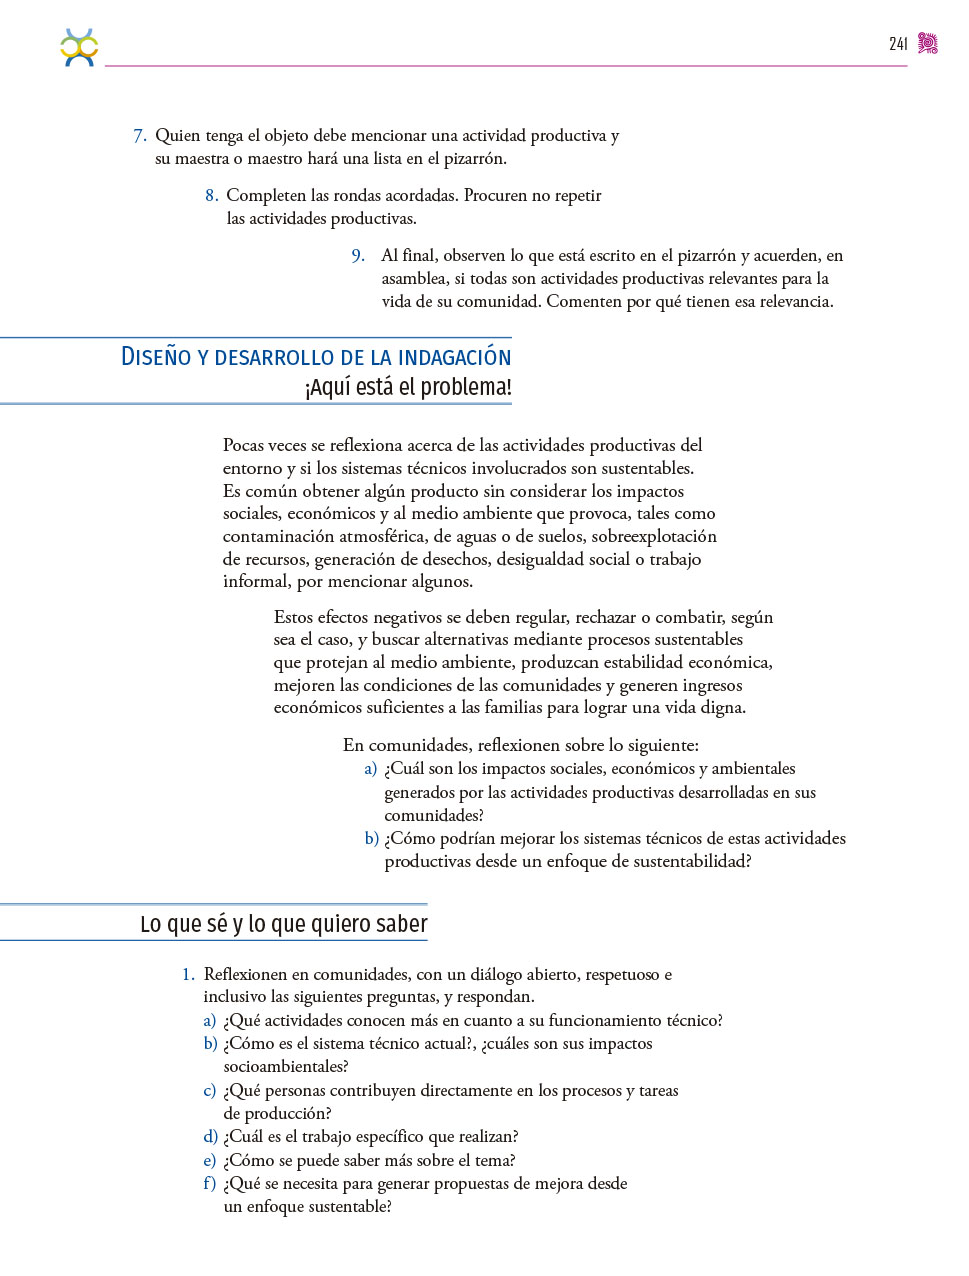 241
7. Quien tenga el objeto debe mencionar una actividad productiva y
su maestra o maestro hará una lista en el pizarrón.
8. Completen las rondas acordadas. Procuren no repetir
las actividades productivas.
9. Al final, observen lo que está escrito en el pizarrón y acuerden, en
asamblea, si todas son actividades productivas relevantes para la
vida de su comunidad. Comenten por qué tienen esa relevancia.
Diseño y desarrollo de la indagación
¡Aquí está el problema!
Pocas veces se reflexiona acerca de las actividades productivas del
entorno y si los sistemas técnicos involucrados son sustentables.
Es común obtener algún producto sin considerar los impactos
sociales, económicos y al medio ambiente que provoca, tales como
contaminación atmosférica, de aguas o de suelos, sobreexplotación
de recursos, generación de desechos, desigualdad social o trabajo
informal, por mencionar algunos.
Estos efectos negativos se deben regular, rechazar o combatir, según
sea el caso, y buscar alternativas mediante procesos sustentables
que protejan al medio ambiente, produzcan estabilidad económica,
mejoren las condiciones de las comunidades y generen ingresos
económicos suficientes a las familias para lograr una vida digna.
En comunidades, reflexionen sobre lo siguiente:
a) ¿Cuál son los impactos sociales, económicos y ambientales
generados por las actividades productivas desarrolladas en sus
comunidades?
b) ¿Cómo podrían mejorar los sistemas técnicos de estas actividades
productivas desde un enfoque de sustentabilidad?
Lo que sé y lo que quiero saber
1. Reflexionen en comunidades, con un diálogo abierto, respetuoso e
inclusivo las siguientes preguntas, y respondan.
a) ¿Qué actividades conocen más en cuanto a su funcionamiento técnico?
b) ¿Cómo es el sistema técnico actual?, ¿cuáles son sus impactos
socioambientales?
c) ¿Qué personas contribuyen directamente en los procesos y tareas
de producción?
d) ¿Cuál es el trabajo específico que realizan?
e) ¿Cómo se puede saber más sobre el tema?
f) ¿Qué se necesita para generar propuestas de mejora desde
un enfoque sustentable?